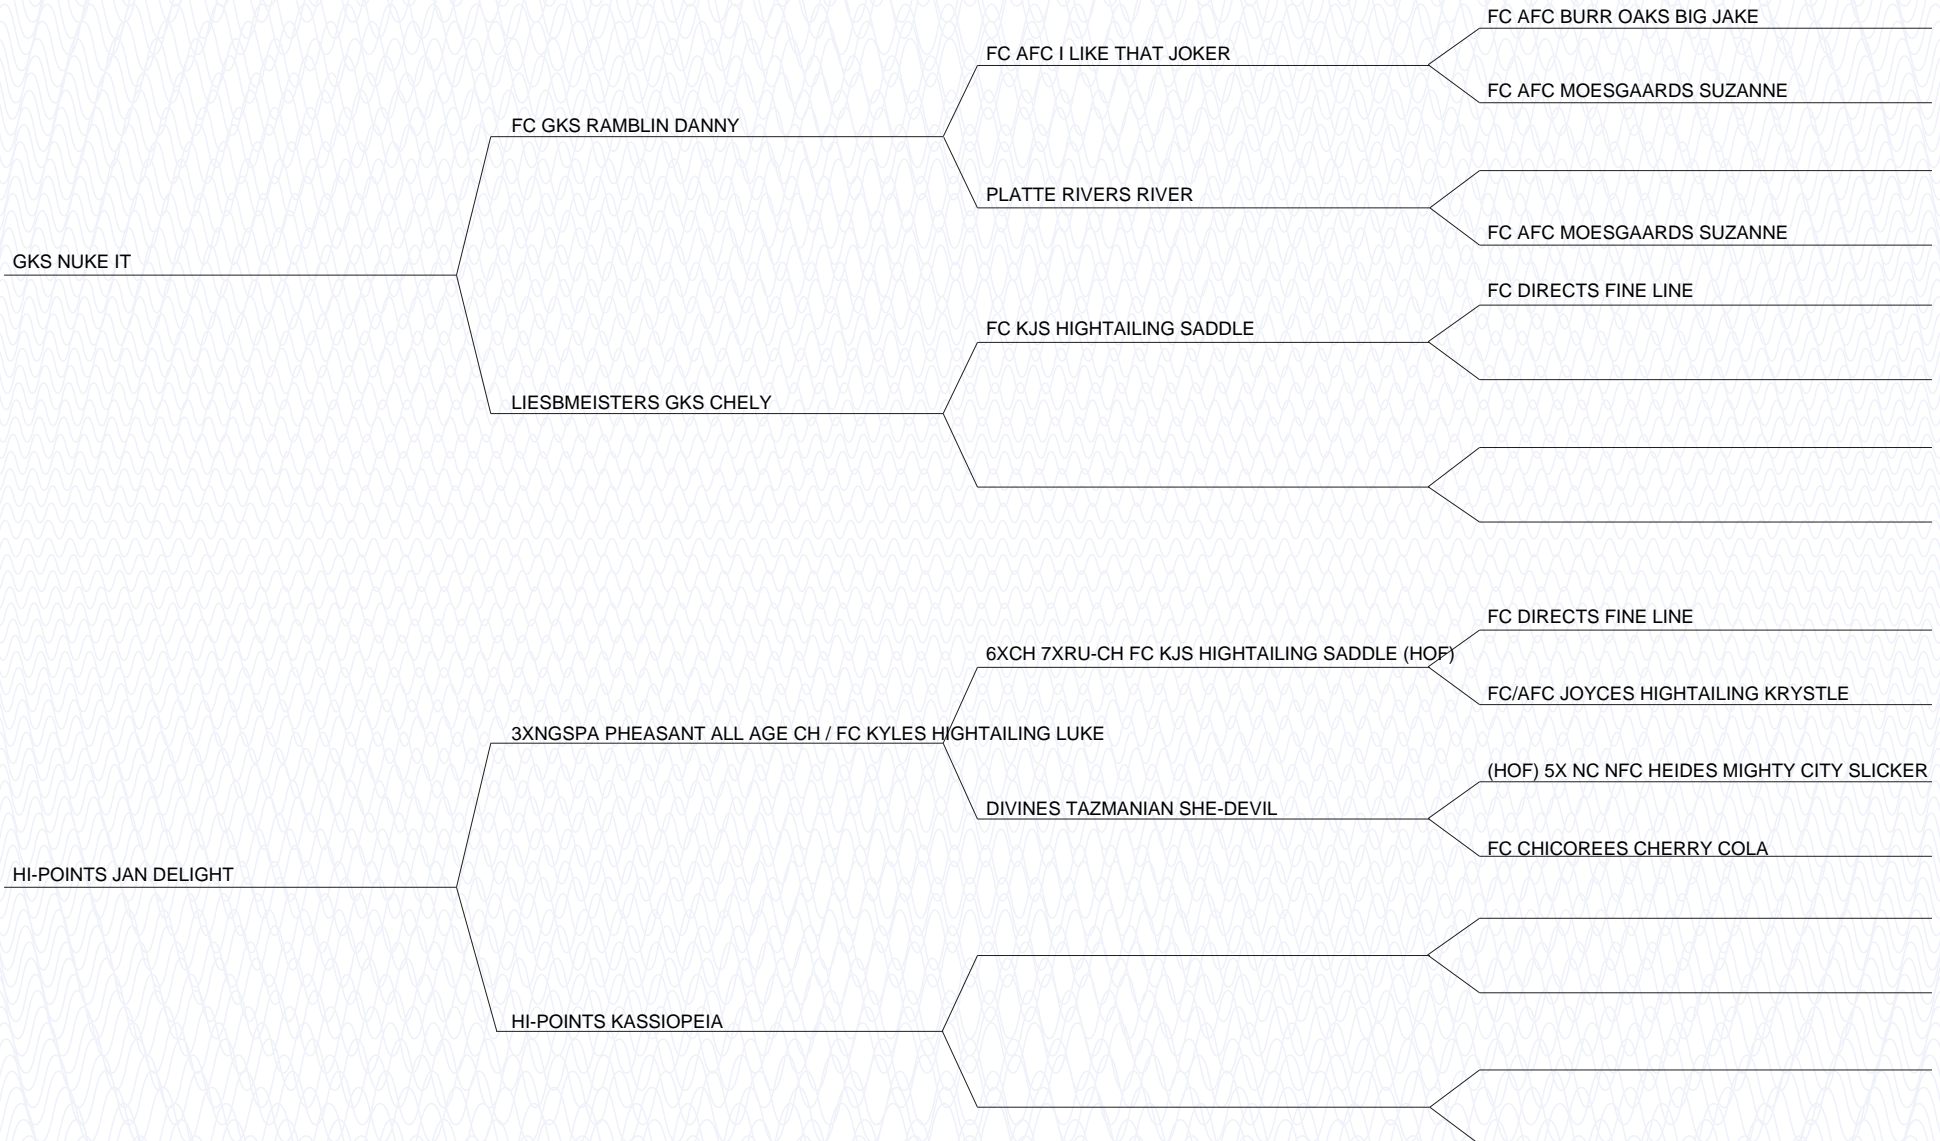 FC AFC BURR OAKS BIG JAKE
FC AFC I LIKE THAT JOKER
FC AFC MOESGAARDS SUZANNE
FC GKS RAMBLIN DANNY
PLATTE RIVERS RIVER
FC AFC MOESGAARDS SUZANNE
GKS NUKE IT
FC DIRECTS FINE LINE
FC KJS HIGHTAILING SADDLE
LIESBMEISTERS GKS CHELY
FC DIRECTS FINE LINE
6XCH 7XRU-CH FC KJS HIGHTAILING SADDLE (HOF)
FC/AFC JOYCES HIGHTAILING KRYSTLE
3XNGSPA PHEASANT ALL AGE CH / FC KYLES HIGHTAILING LUKE
(HOF) 5X NC NFC HEIDES MIGHTY CITY SLICKER
DIVINES TAZMANIAN SHE-DEVIL
FC CHICOREES CHERRY COLA
HI-POINTS JAN DELIGHT
HI-POINTS KASSIOPEIA